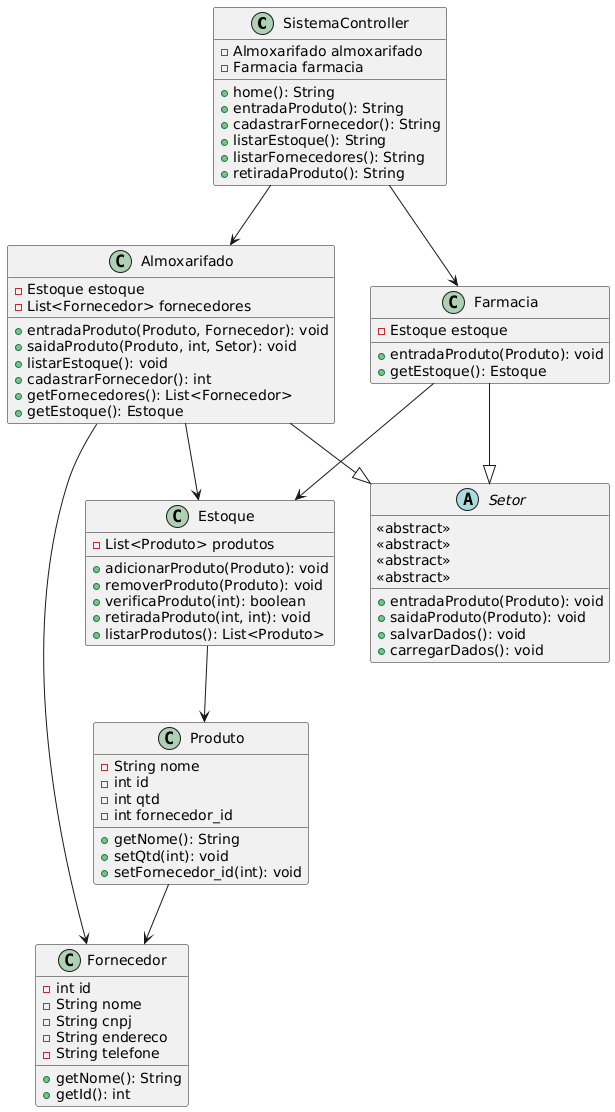 C SistemaController
Almoxarifado almoxarifado
Farmacia farmacia
home(): String
entradaProduto(): String
cadastrarFornecedor(): String
listarEstoque(): String
listarFornecedores(): String
retiradaProduto(): String
C Almoxarifado
Estoque estoque
List<Fornecedor> fornecedores
entradaProduto(Produto, Fornecedor): void
saidaProduto(Produto, int, Setor): void
listarEstoque(): void
cadastrarFornecedor(): int
getFornecedores(): List<Fornecedor>
getEstoque(): Estoque
C Farmacia
Estoque estoque
entradaProduto(Produto): void
getEstoque(): Estoque
C Estoque
List<Produto> produtos
adicionarProduto(Produto): void
removerProduto(Produto): void
verificaProduto(int): boolean
retiradaProduto(int, int): void
listarProdutos(): List<Produto>
A Setor
«abstract»
«abstract»
«abstract»
«abstract»
entradaProduto(Produto): void
saidaProduto(Produto): void
salvarDados(): void
carregarDados(): void
C Produto
String nome
int id
int qtd
int fornecedor_id
getNome(): String
setQtd(int): void
setFornecedor_id(int): void
C Fornecedor
int id
String nome
String cnpj
String endereco
String telefone
getNome(): String
getId(): int